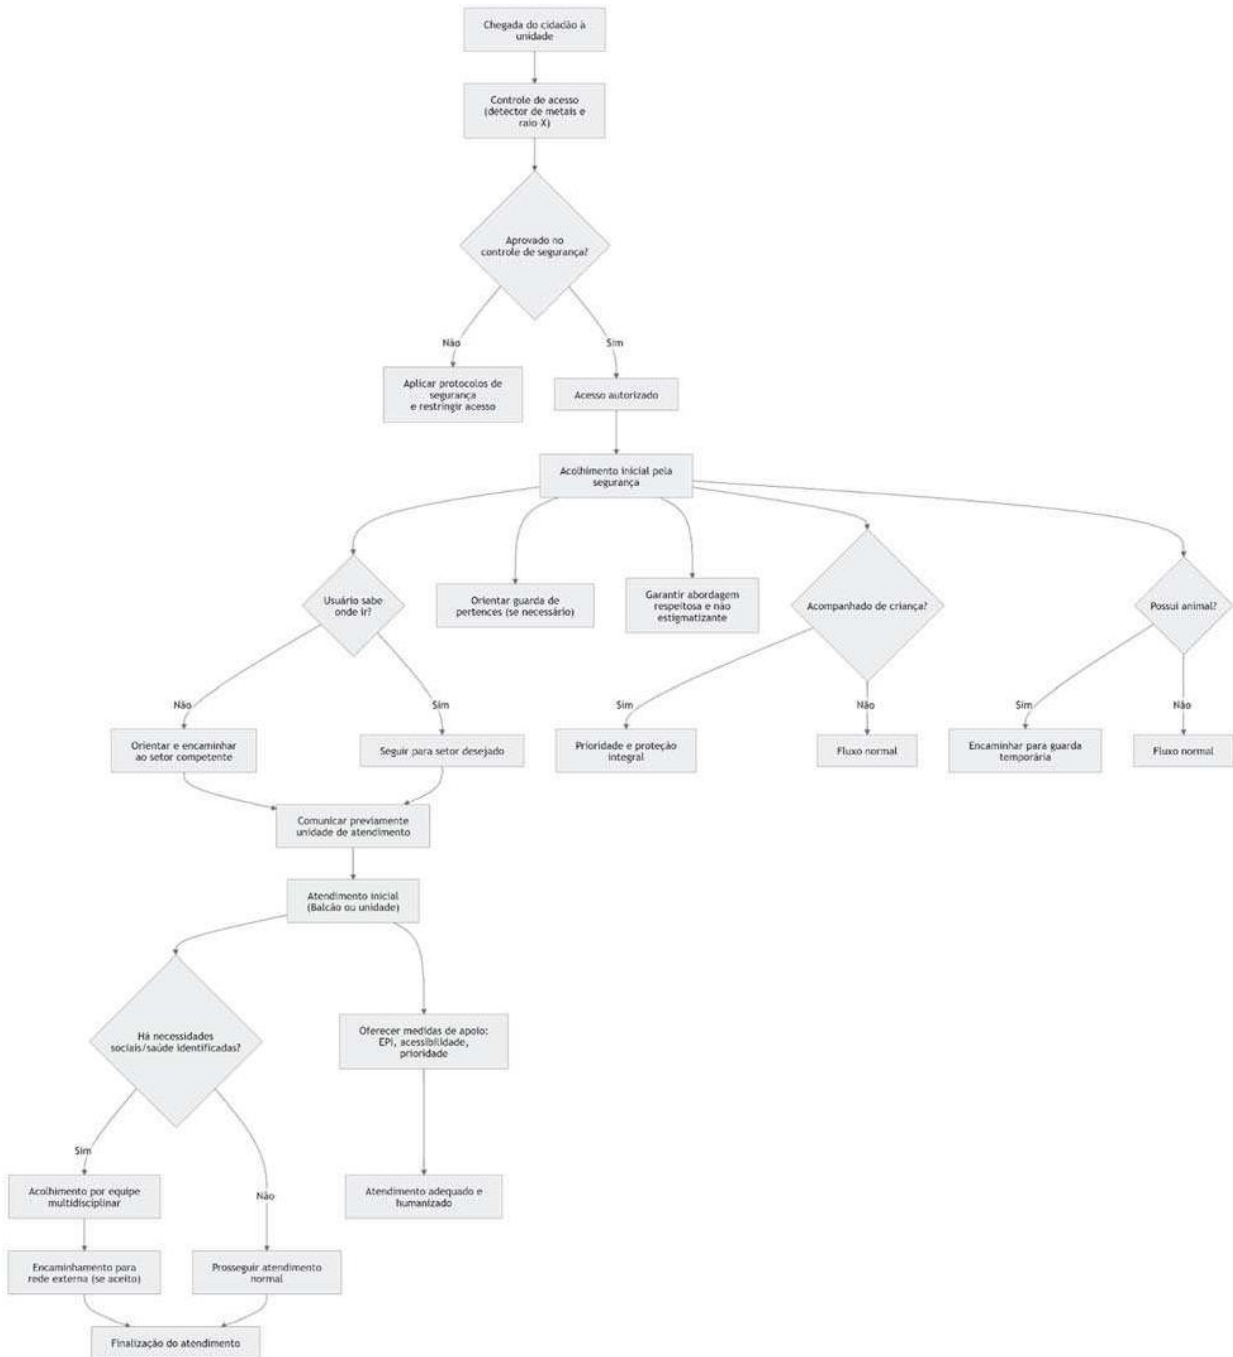 Chegada do cidadão à
unidade
Controle de acesso
(detector de metais e
raio X)
Aprovado no
controle de segurança?
Não
Sim
Aplicar protocolos de
segurança
e restringir acesso
Acesso autorizado
Acolhimento inicial pela
segurança
Usuário sabe
onde ir?
Orientar guarda de
pertences (se necessário)
Garantir abordagem
respeitosa e não
estigmatizante
Acompanhado de criança?
Possui animal?
Não
Sim
Sim
Não
Sim
Não
Orientar e encaminhar
ao setor competente
Seguir para setor desejado
Prioridade e proteção
integral
Fluxo normal
Encaminhar para guarda
temporária
Fluxo normal
Comunicar previamente
unidade de atendimento
Atendimento inicial
(Balcão ou unidade)
Há necessidades
sociais/saúde identificadas?
Oferecer medidas de apoio:
EPI, acessibilidade,
prioridade
Sim
Não
Acolhimento por equipe
multidisciplinar
Atendimento adequado e
humanizado
Encaminhamento para
rede externa (se aceito)
Prosseguir atendimento
normal
Finalização do atendimento